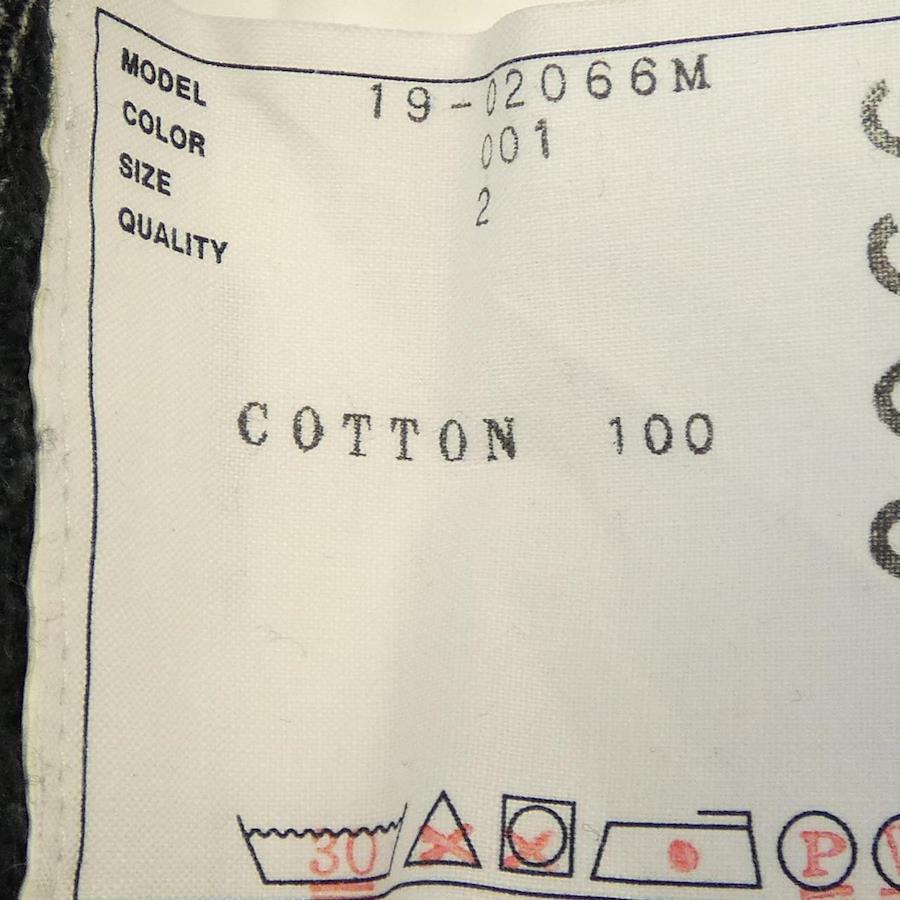 MODEL 19-02066M
COLOR 001
SIZE 2
QUALITY
COTTON 100
30
P